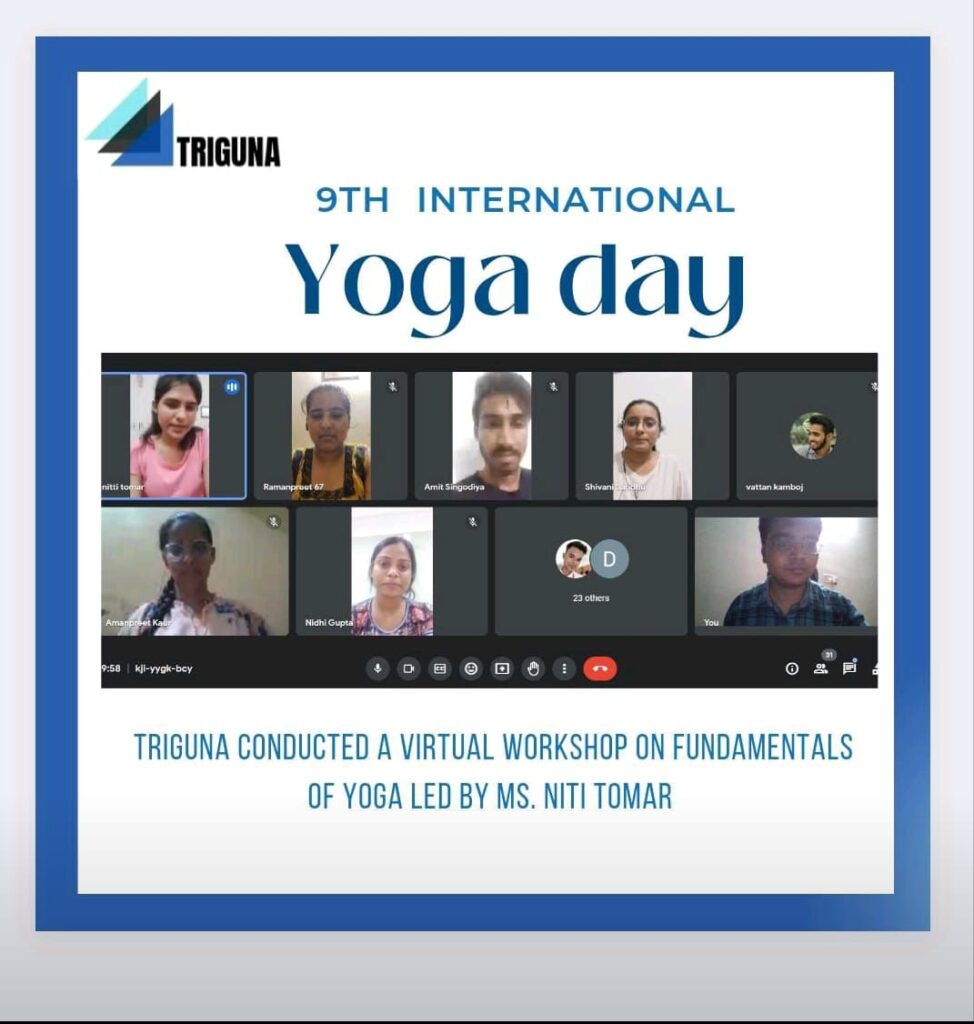 TRIGUNA
9TH INTERNATIONAL
Yoga day
nitti tomar
Ramanpreet 67
Amit Singodiya
Shivani
vattan kamboj
Amanpreet Kaur
Nidhi Gupta
D
23 others
You
9:58 | kji-yygk-bcy
31
TRIGUNA CONDUCTED A VIRTUAL WORKSHOP ON FUNDAMENTALS
OF YOGA LED BY MS. NITI TOMAR